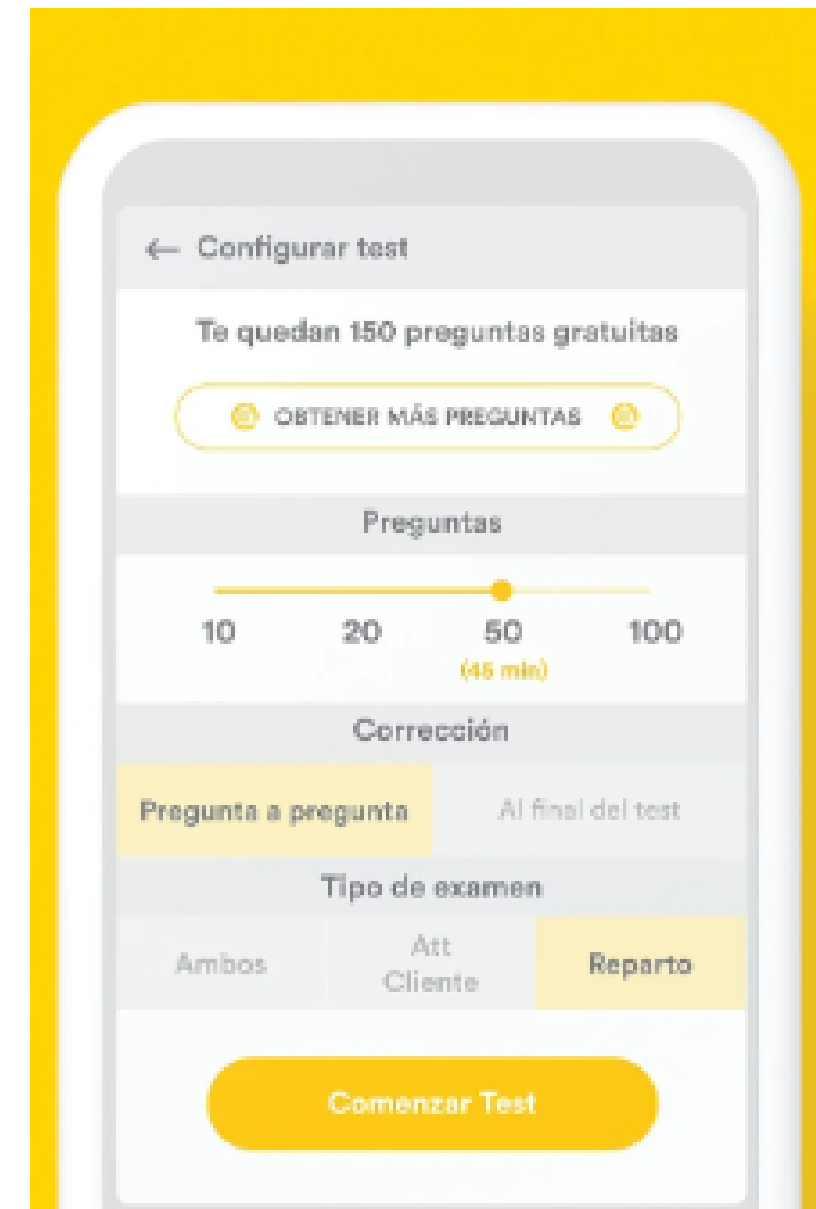 ← Configurar test
Te quedan 150 preguntas gratuitas
OBTENER MÁS PREGUNTAS
Preguntas
10 20 50 100
(45 min)
Corrección
Pregunta a pregunta Al final del test
Tipo de examen
Ambos Att Cliente Reparto
Comenzar Test